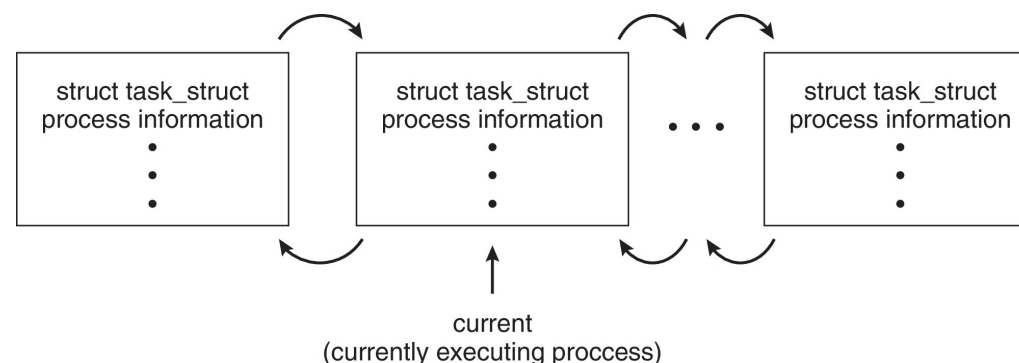 struct task_struct
process information
struct task_struct
process information
struct task_struct
process information
current
(currently executing proccess)